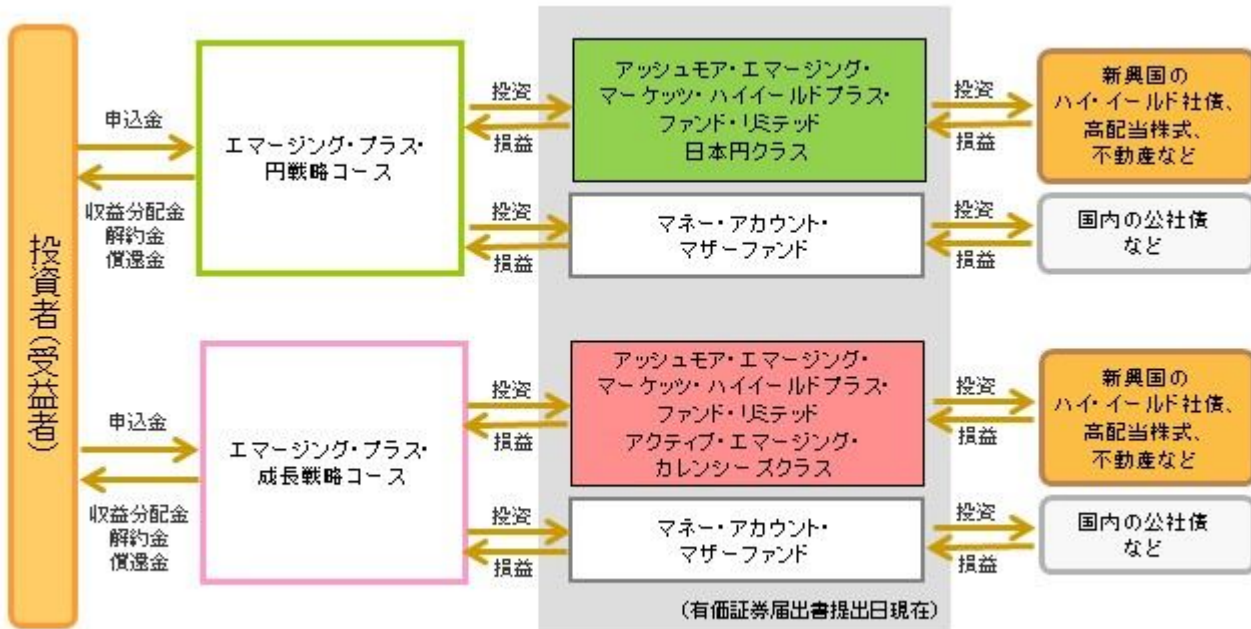 投資者(受益者)
申込金
収益分配金
解約金
償還金
エマージング・プラス・
円戦略コース
投資
損益
投資
損益
アッシュモア・エマージング・
マーケッツ・ハイイールドプラス・
ファンド・リミテッド
日本円クラス
マネー・アカウント・
マザーファンド
投資
損益
投資
損益
新興国の
ハイ・イールド社債、
高配当株式、
不動産など
国内の公社債
など
申込金
収益分配金
解約金
償還金
エマージング・プラス・
成長戦略コース
投資
損益
投資
損益
アッシュモア・エマージング・
マーケッツ・ハイイールドプラス・
ファンド・リミテッド
アクティブ・エマージング・
カレンシーズクラス
マネー・アカウント・
マザーファンド
投資
損益
投資
損益
新興国の
ハイ・イールド社債、
高配当株式、
不動産など
国内の公社債
など
(有価証券届出書提出日現在)